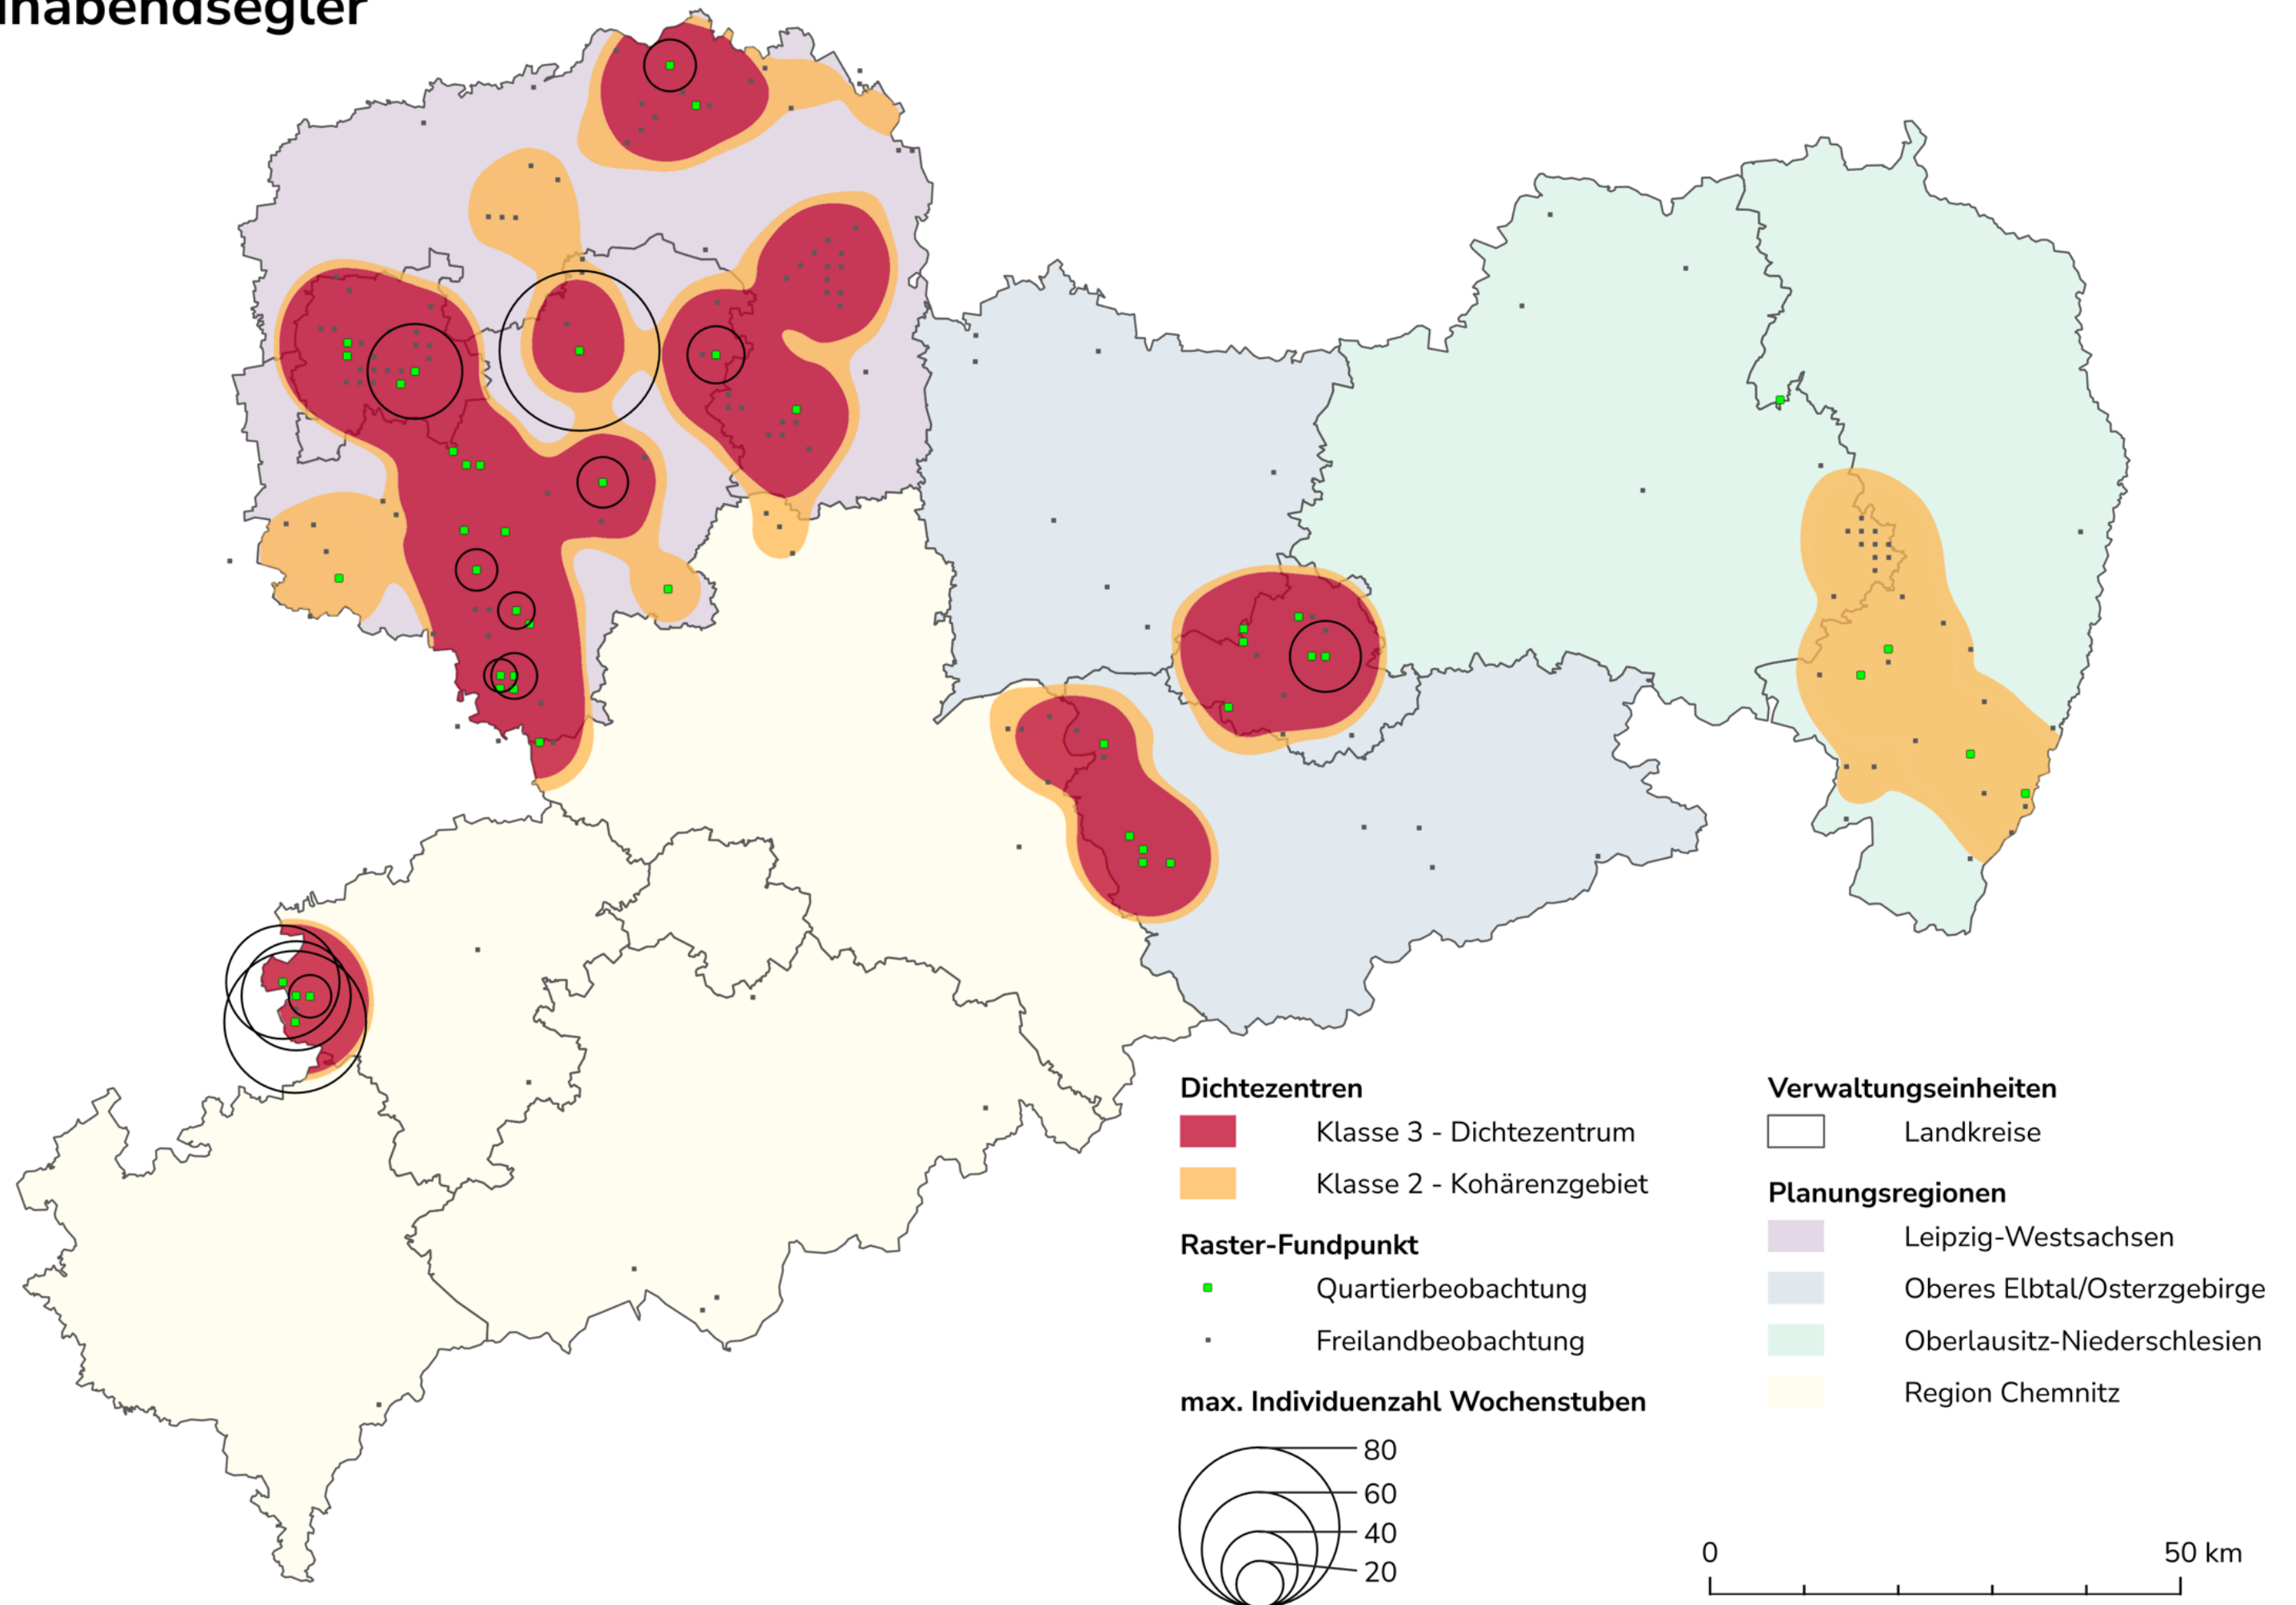 Dichtezentren
Klasse 3 - Dichtezentrum
Klasse 2 - Kohärenzgebiet
Raster-Fundpunkt
Quartierbeobachtung
Freilandbeobachtung
max. Individuenzahl Wochenstuben
80
60
40
20
Verwaltungseinheiten
Landkreise
Planungsregionen
Leipzig-Westsachsen
Oberes Elbtal/Osterzgebirge
Oberlausitz-Niederschlesien
Region Chemnitz
0 50 km